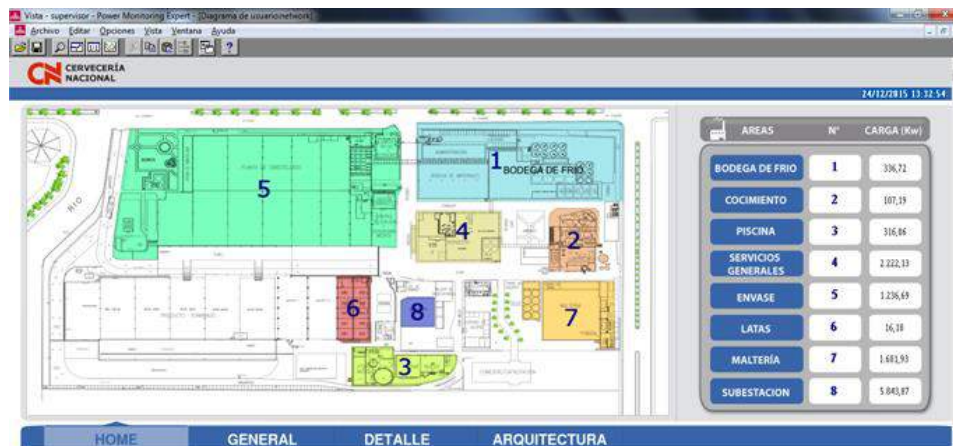 Vista - supervisor - Power Monitoring Expert - [Diagrama de usuario:network]
Archivo Editar Opciones Vista Ventana Ayuda
CN CERVECERÍA
NACIONAL
24/12/2015 13:32:54
AREAS N° CARGA (Kw)
BODEGA DE FRIO 1 336,72
COCIMIENTO 2 107,19
PISCINA 3 316,86
SERVICIOS
GENERALES 4 2.222,13
ENVASE 5 1.236,69
LATAS 6 16,18
MALTERÍA 7 1.681,93
SUBESTACION 8 5.843,87
RIO
5
1
BODEGA DE FRIO
4
2
6
8
7
3
HOME GENERAL DETALLE ARQUITECTURA